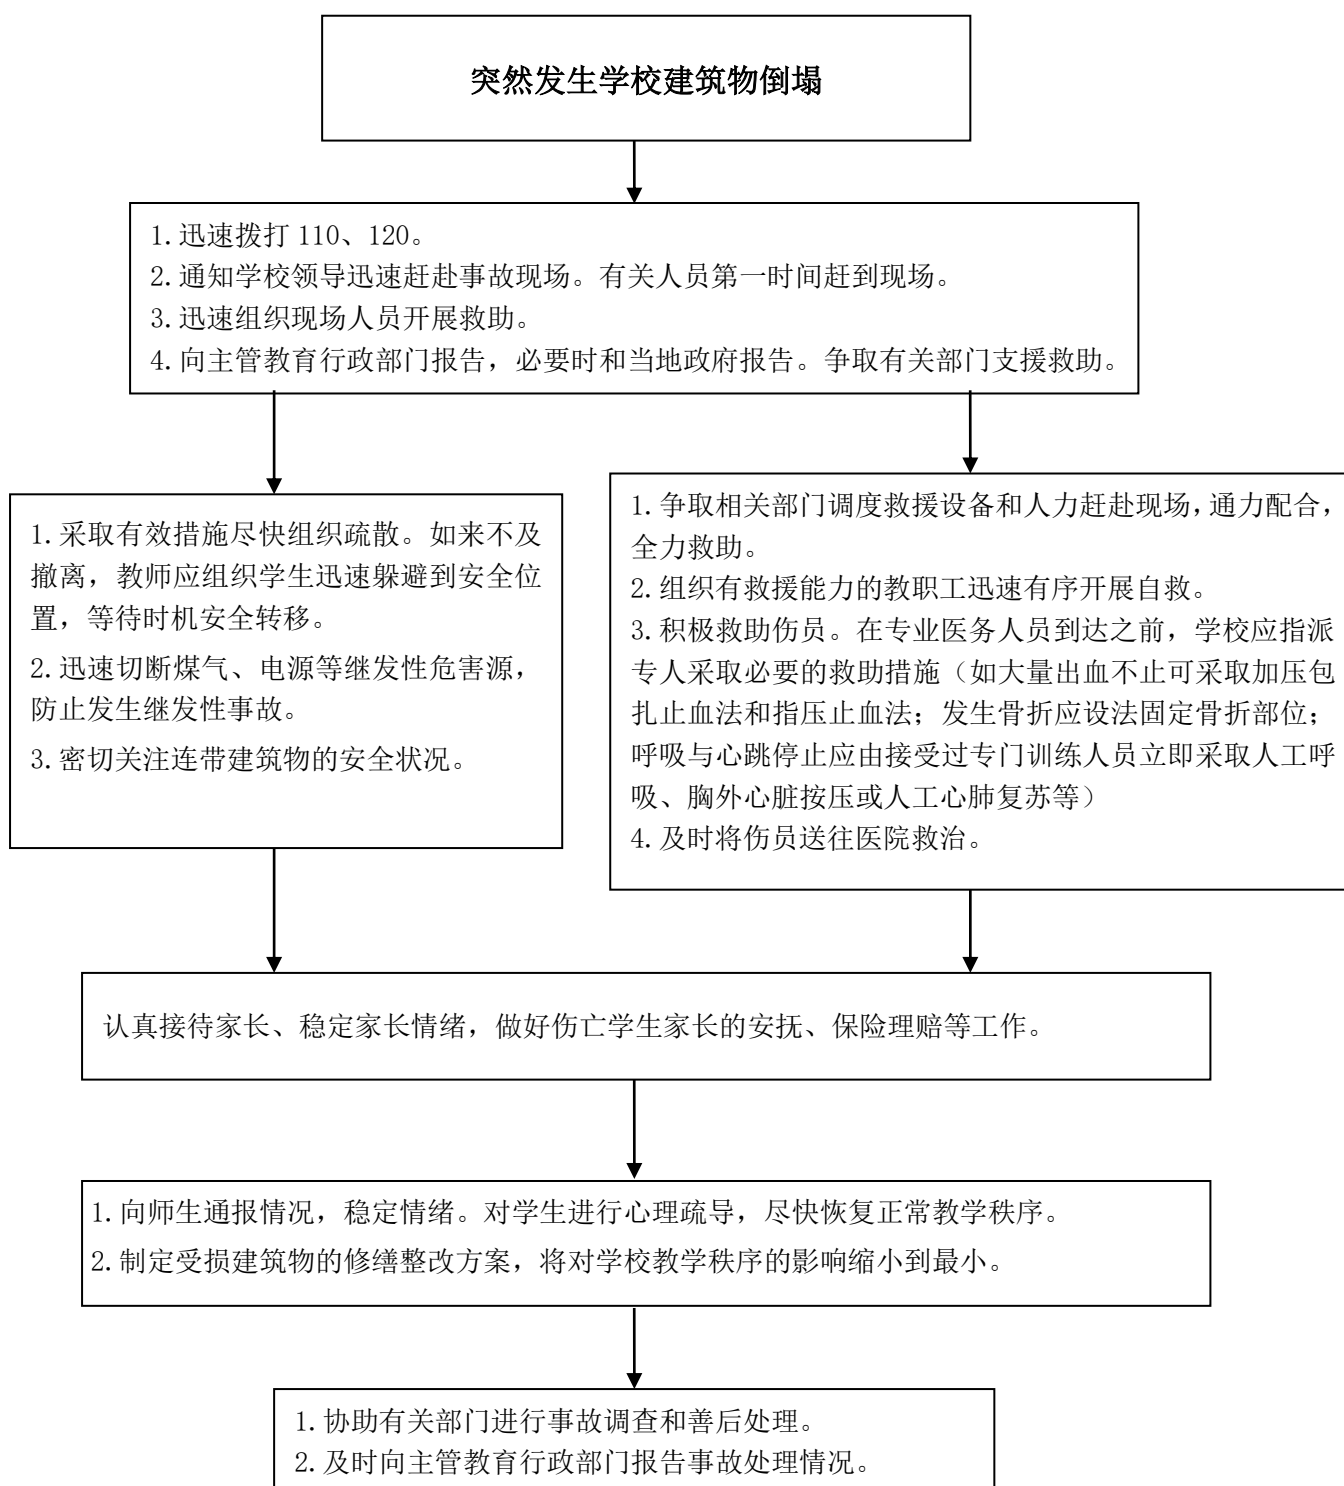 突然发生学校建筑物倒塌
1.迅速拨打 110、120。
2.通知学校领导迅速赶赴事故现场。有关人员第一时间赶到现场。
3.迅速组织现场人员开展救助。
4.向主管教育行政部门报告，必要时和当地政府报告。争取有关部门支援救助。
1.采取有效措施尽快组织疏散。如来不及
撤离，教师应组织学生迅速躲避到安全位
置，等待时机安全转移。
2.迅速切断煤气、电源等继发性危害源，
防止发生继发性事故。
3.密切关注连带建筑物的安全状况。
1.争取相关部门调度救援设备和人力赶赴现场，通力配合，
全力救助。
2.组织有救援能力的教职工迅速有序开展自救。
3.积极救助伤员。在专业医务人员到达之前，学校应指派
专人采取必要的救助措施（如大量出血不止可采取加压包
扎止血法和指压止血法；发生骨折应设法固定骨折部位；
呼吸与心跳停止应由接受过专门训练人员立即采取人工呼
吸、胸外心脏按压或人工心肺复苏等）
4.及时将伤员送往医院救治。
认真接待家长、稳定家长情绪，做好伤亡学生家长的安抚、保险理赔等工作。
1.向师生通报情况，稳定情绪。对学生进行心理疏导，尽快恢复正常教学秩序。
2.制定受损建筑物的修缮整改方案，将对学校教学秩序的影响缩小到最小。
1.协助有关部门进行事故调查和善后处理。
2.及时向主管教育行政部门报告事故处理情况。